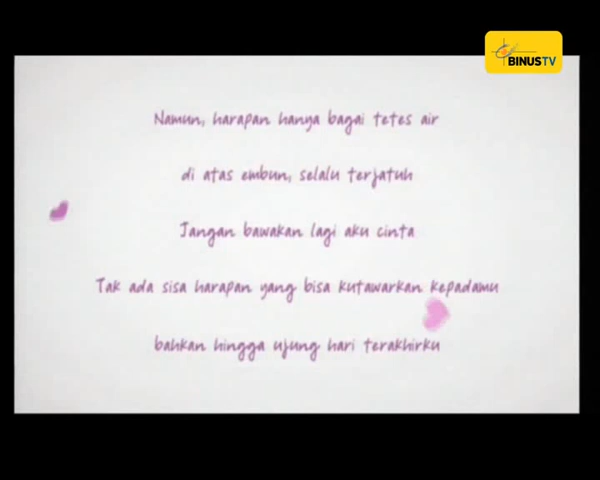 BINUSTV
Namun, harapan hanya bagai tetes air
di atas embun, selalu terjatuh
Jangan bawakan lagi aku cinta
Tak ada sisa harapan yang bisa kutawarkan kepadamu
bahkan hingga ujung hari terakhirku